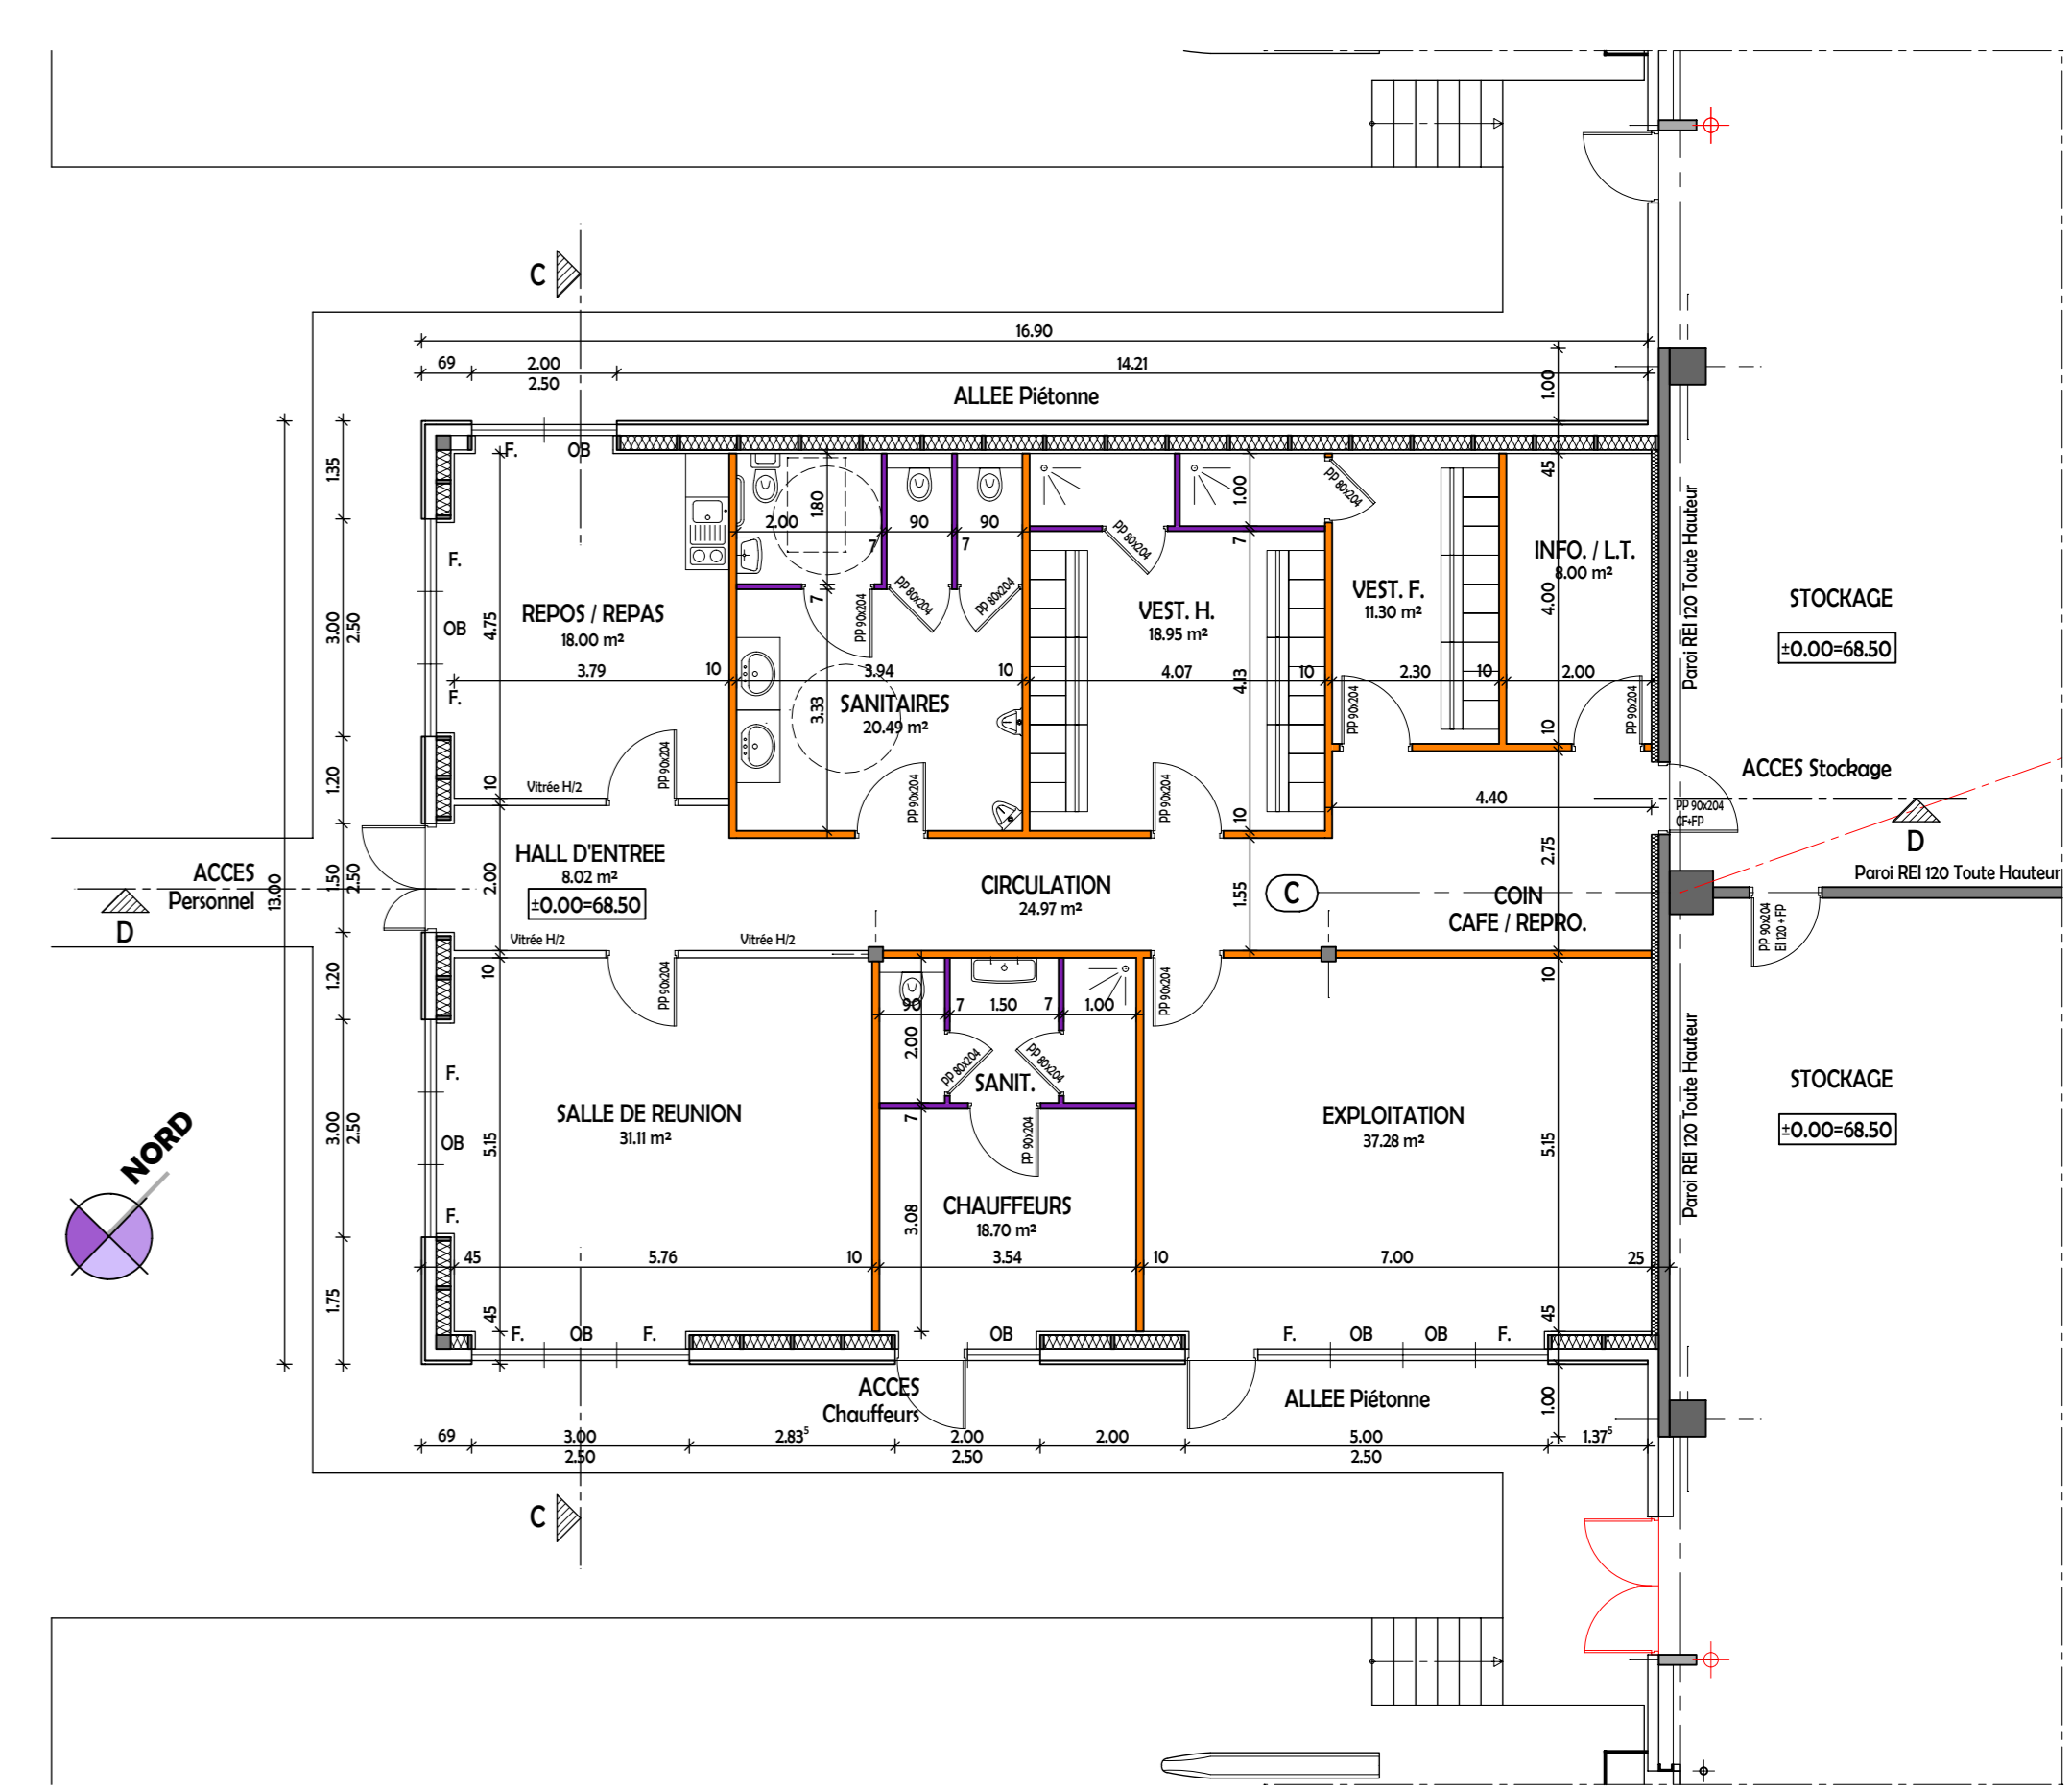 C
16.90
69
2.00
2.50
14.21
1.00
ALLEE Piétonne
F.
OB
1.35
3.00
2.50
1.20
1.50
2.50
13.00
1.20
3.00
2.50
1.75
F.
OB
F.
4.75
REPOS / REPAS
18.00 m²
3.79
10
10
Vitrée H/2
PP 90x204
2.00
1.80
90
90
7
7
7
PP 80x204
PP 80x204
PP 90x204
3.94
10
3.33
SANITAIRES
20.49 m²
PP 90x204
1.00
7
PP 80x204
PP 80x204
VEST. H.
18.95 m²
4.07
4.13
10
10
PP 90x204
VEST. F.
11.30 m²
2.30
10
PP 90x204
45
INFO. / L.T.
8.00 m²
4.00
2.00
10
PP 90x204
Paroi REI 120 Toute Hauteur
STOCKAGE
±0.00=68.50
ACCES Stockage
PP 90x204
CF+FP
D
Paroi REI 120 Toute Hauteur
PP 90x204
EI 120 + FP
4.40
2.75
ACCES
Personnel
D
HALL D'ENTREE
8.02 m²
±0.00=68.50
2.00
CIRCULATION
24.97 m²
1.55
C
COIN
CAFE / REPRO.
Vitrée H/2
Vitrée H/2
10
PP 90x204
90
7
1.50
7
1.00
2.00
PP 80x204
PP 80x204
SANIT.
7
PP 90x204
PP 90x204
10
F.
OB
F.
SALLE DE REUNION
31.11 m²
5.15
CHAUFFEURS
18.70 m²
3.08
EXPLOITATION
37.28 m²
5.15
Paroi REI 120 Toute Hauteur
STOCKAGE
±0.00=68.50
NORD
45
5.76
10
3.54
10
7.00
25
45
45
F.
OB
F.
OB
F.
OB
OB
F.
ACCES
Chauffeurs
ALLEE Piétonne
1.00
69
3.00
2.50
2.83⁵
2.00
2.50
2.00
5.00
2.50
1.37⁵
C